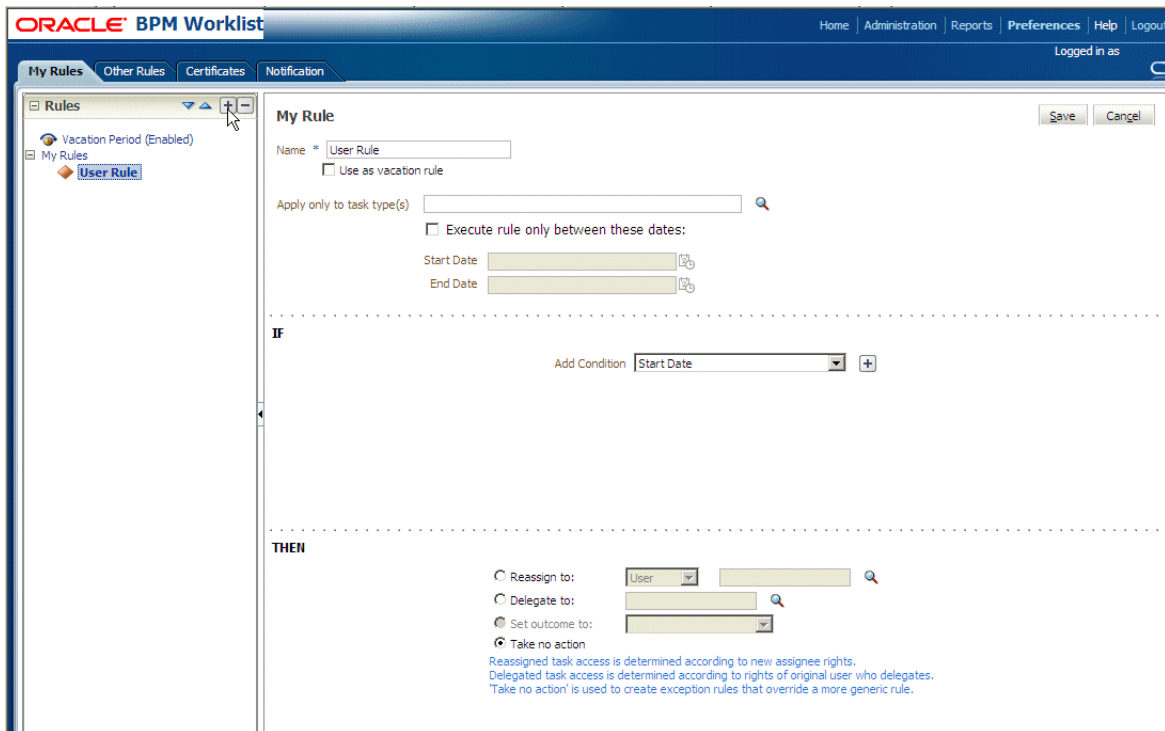 ORACLE BPM Worklist
Home Administration Reports Preferences Help Logout
Logged in as
My Rules Other Rules Certificates Notification
Rules
Vacation Period (Enabled)
My Rules
User Rule
My Rule
Save Cancel
Name * User Rule
Use as vacation rule
Apply only to task type(s)
Execute rule only between these dates:
Start Date
End Date
IF
Add Condition Start Date
THEN
Reassign to: User
Delegate to:
Set outcome to:
Take no action
Reassigned task access is determined according to new assignee rights.
Delegated task access is determined according to rights of original user who delegates.
'Take no action' is used to create exception rules that override a more generic rule.